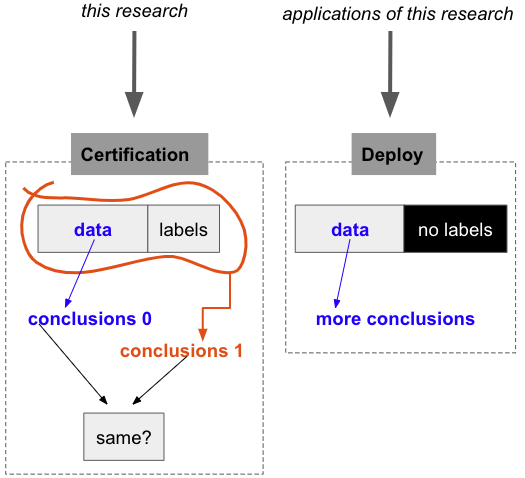 this research
applications of this research
Certification
Deploy
data
labels
data
no labels
conclusions 0
conclusions 1
more conclusions
same?